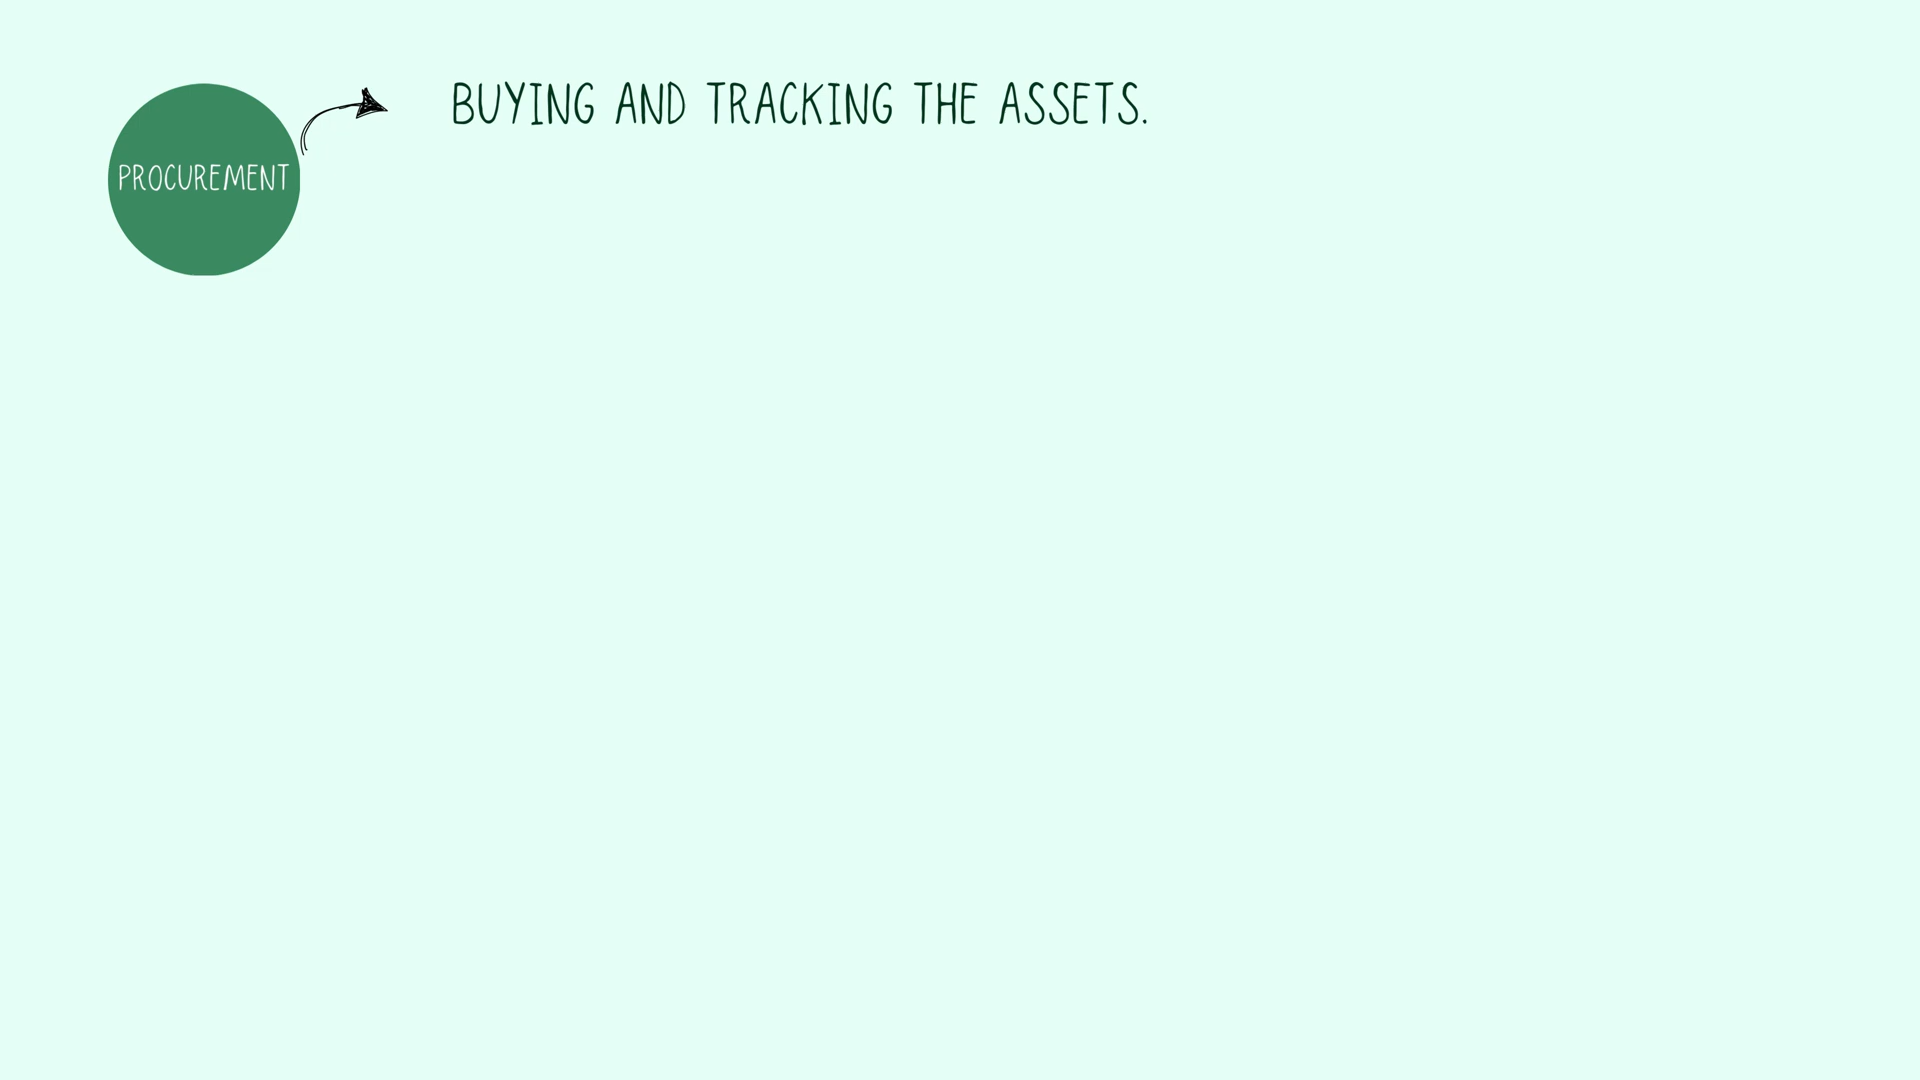 BUYING AND TRACKING THE ASSETS.
PROCUREMENT